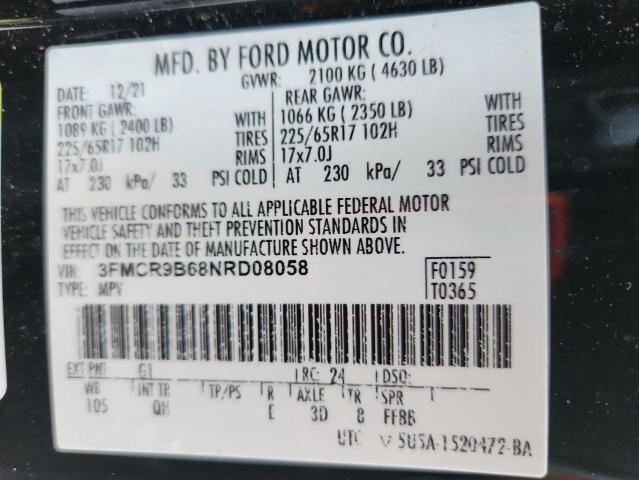 MFD. BY FORD MOTOR CO.
DATE: 12/21 GVWR: 2100 KG ( 4630 LB)
FRONT GAWR: REAR GAWR:
1089 KG ( 2400 LB) WITH 1066 KG ( 2350 LB) WITH
225/65R17 102H TIRES 225/65R17 102H TIRES
17x7.0J RIMS 17x7.0J RIMS
AT 230 kPa/ 33 PSI COLD AT 230 kPa/ 33 PSI COLD
THIS VEHICLE CONFORMS TO ALL APPLICABLE FEDERAL MOTOR
VEHICLE SAFETY AND THEFT PREVENTION STANDARDS IN
EFFECT ON THE DATE OF MANUFACTURE SHOWN ABOVE.
VIN: 3FMCR9B68NRD08058 F0159
TYPE: MPV T0365
EXT PNT G1 RC: 24 DSO:
WB INT TR TP/PS R AXLE TR SPR
105 QH E 3D 8 FF8B
UTC 5U5A-1520472-BA